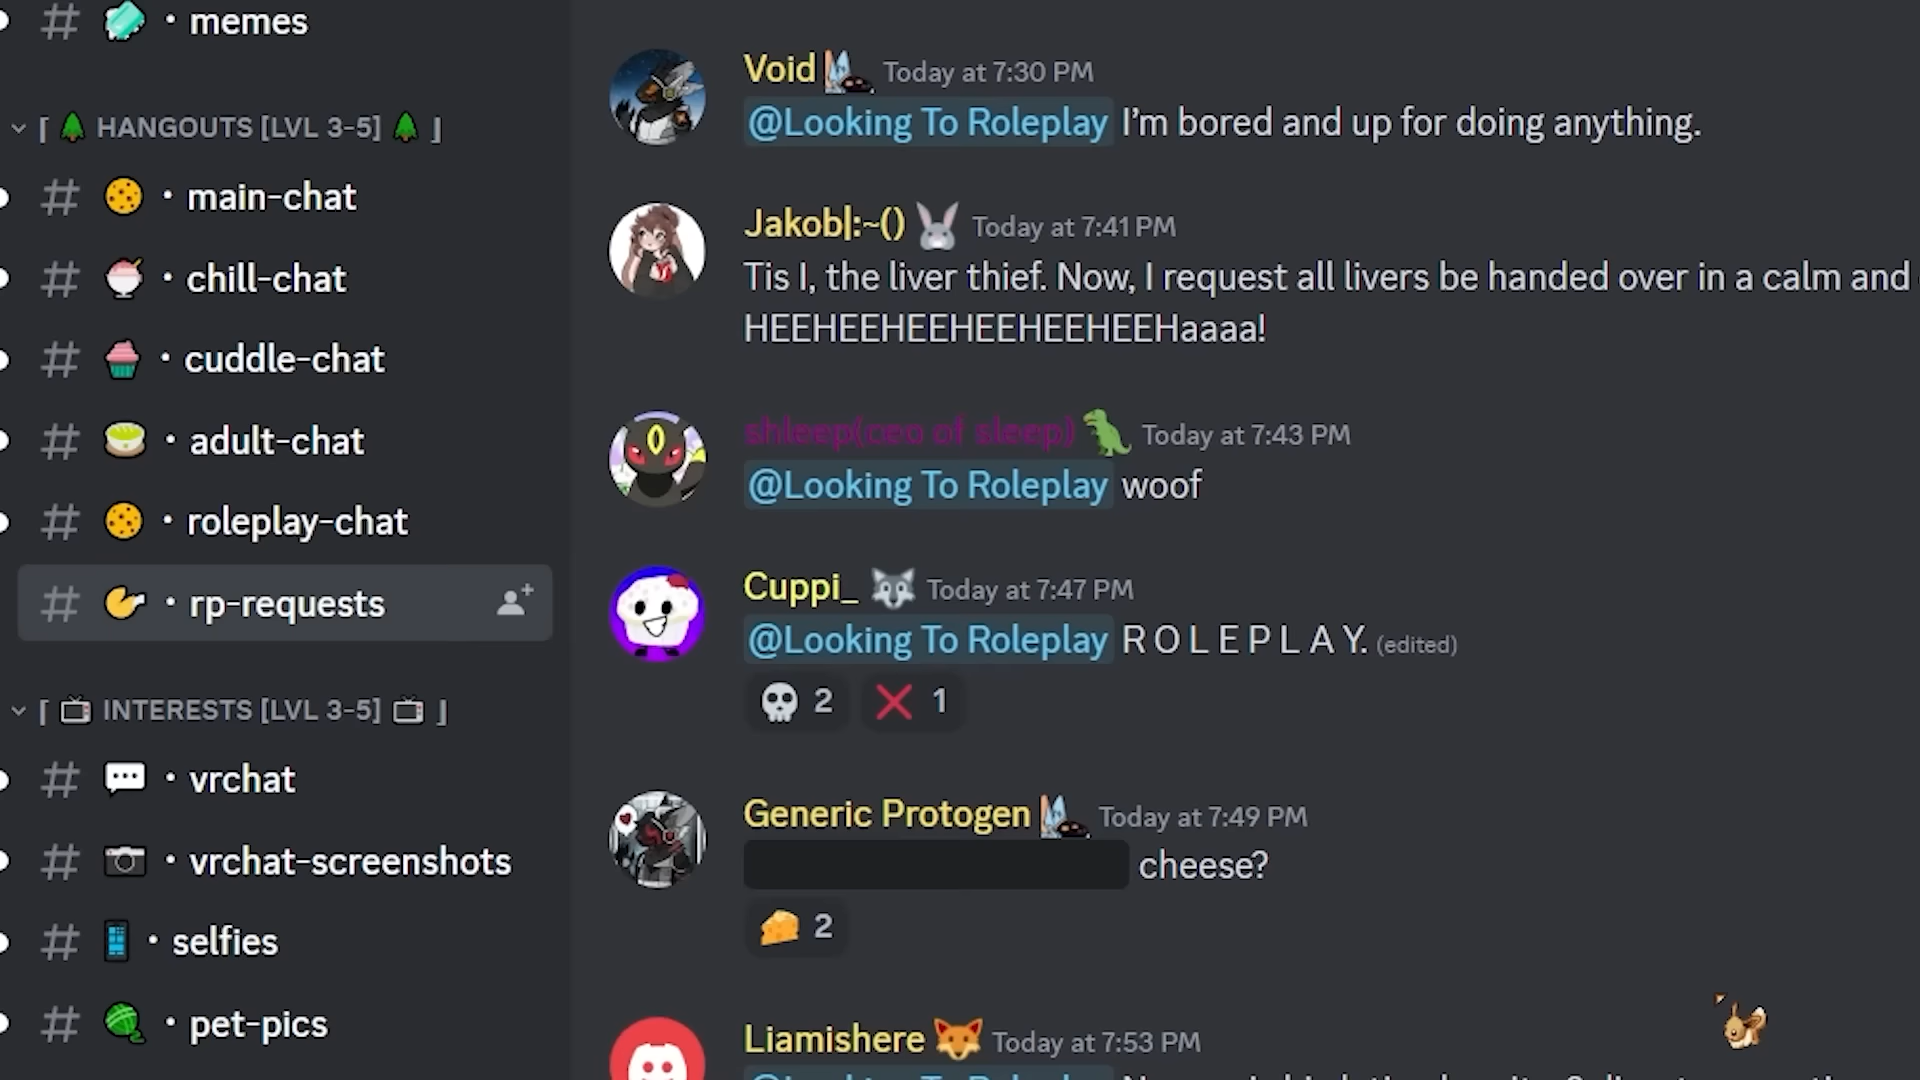 memes
HANGOUTS [LVL 3-5]
main-chat
chill-chat
cuddle-chat
adult-chat
roleplay-chat
rp-requests
INTERESTS [LVL 3-5]
vrchat
vrchat-screenshots
selfies
pet-pics
Void Today at 7:30 PM
@Looking To Roleplay I'm bored and up for doing anything.
Jakob|:~() Today at 7:41 PM
Tis I, the liver thief. Now, I request all livers be handed over in a calm and
HEEHEEHEEHEEHEEHEEHaaaa!
shleep(ceo of sleep) Today at 7:43 PM
@Looking To Roleplay woof
Cuppi_ Today at 7:47 PM
@Looking To Roleplay R O L E P L A Y. (edited)
2 1
Generic Protogen Today at 7:49 PM
cheese?
2
Liamishere Today at 7:53 PM